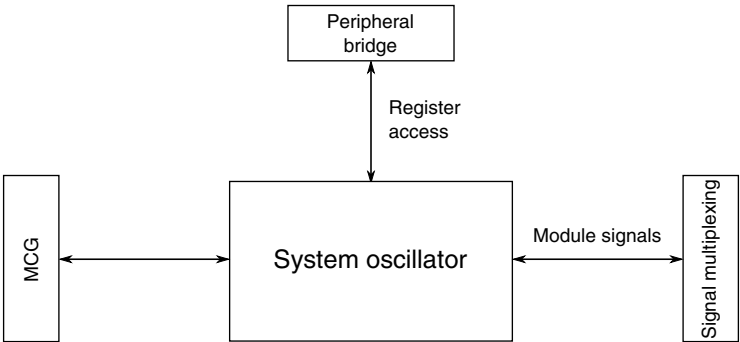 Peripheral
bridge
Register
access
MCG
System oscillator
Module signals
Signal multiplexing